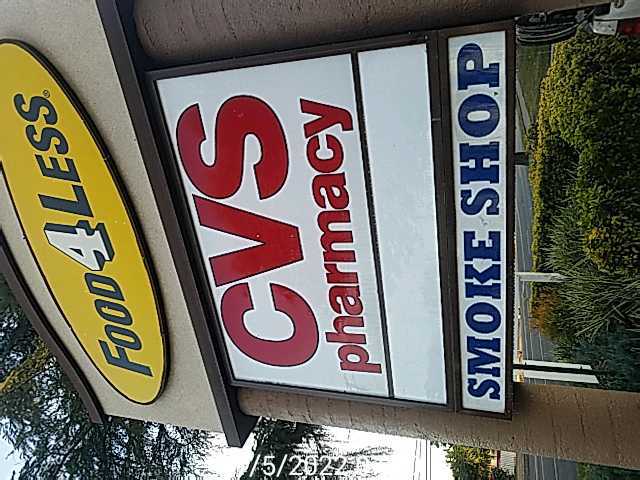 FOOD 4 LESS®
CVS
pharmacy
SMOKE SHOP
/5/2022